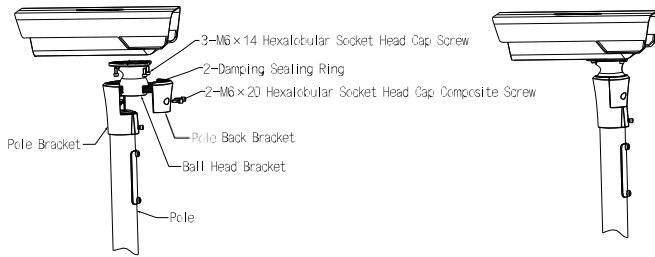 3-M6×14 Hexalobular Socket Head Cap Screw
2-Damping Sealing Ring
2-M6×20 Hexalobular Socket Head Cap Composite Screw
Pole Back Bracket
Pole Bracket
Ball Head Bracket
Pole